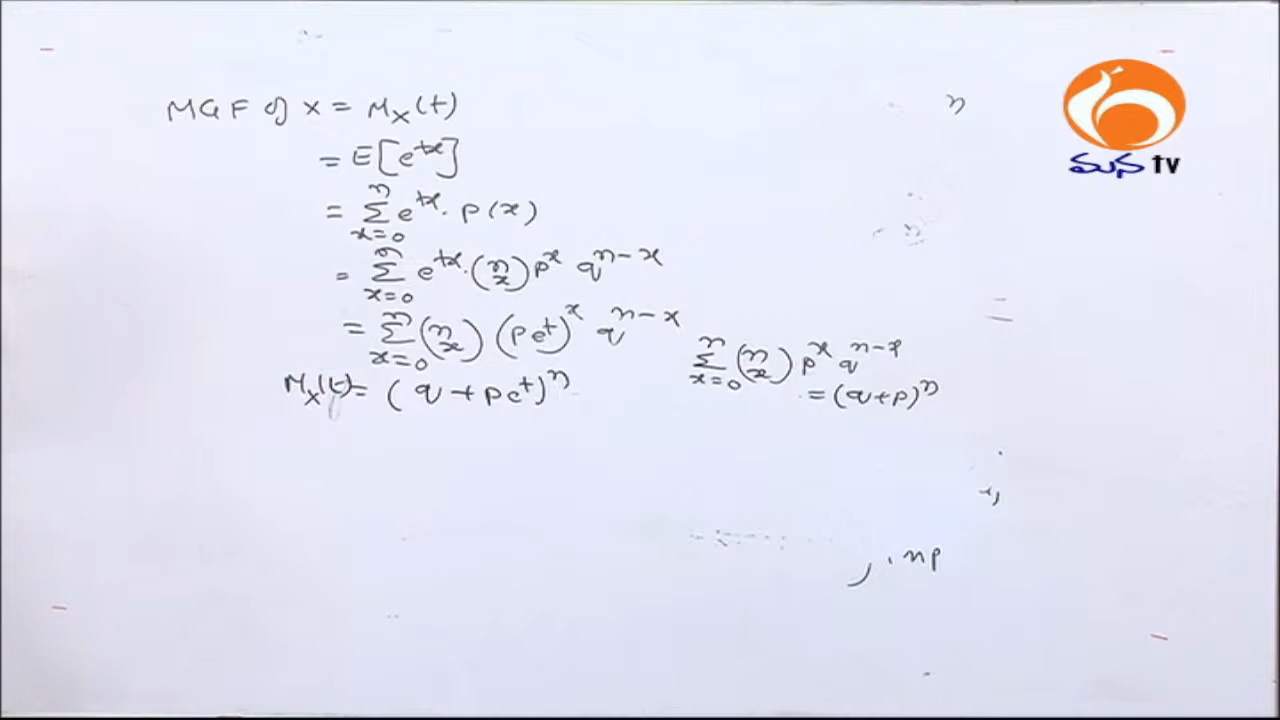 MGF of X = M_X(t)
= E[e^{tx}]
= Σ_{x=0}^{n} e^{tx} · p(x)
= Σ_{x=0}^{n} e^{tx} · (n x) p^x q^{n-x}
= Σ_{x=0}^{n} (n x) (pe^t)^x q^{n-x}
M_X(t) = (q + pe^t)^n
Σ_{x=0}^{n} (n x) p^x q^{n-x}
= (q+p)^n
n
, np
మన tv